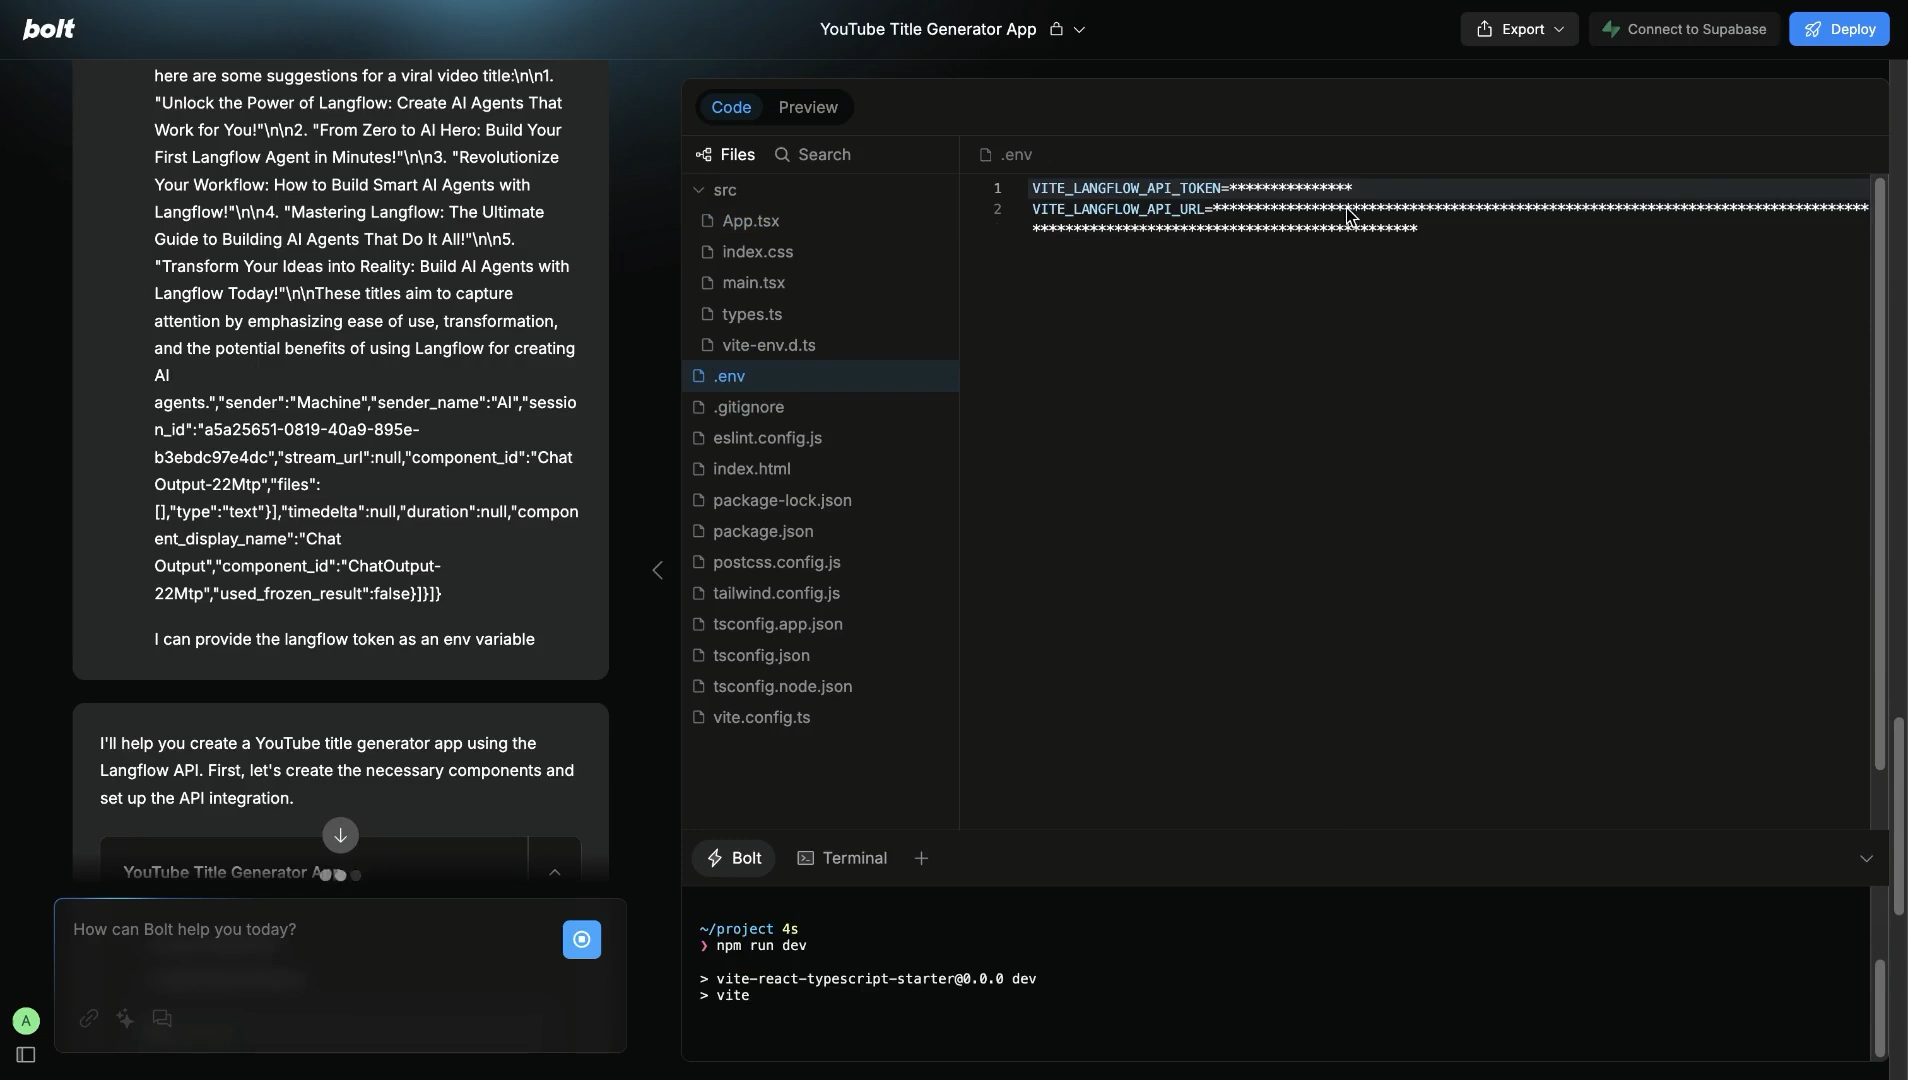 bolt
YouTube Title Generator App
Export
Connect to Supabase
Deploy
here are some suggestions for a viral video title:\n\n1.
"Unlock the Power of Langflow: Create AI Agents That
Work for You!"\n\n2. "From Zero to AI Hero: Build Your
First Langflow Agent in Minutes!"\n\n3. "Revolutionize
Your Workflow: How to Build Smart AI Agents with
Langflow!"\n\n4. "Mastering Langflow: The Ultimate
Guide to Building AI Agents That Do It All!"\n\n5.
"Transform Your Ideas into Reality: Build AI Agents with
Langflow Today!"\n\nThese titles aim to capture
attention by emphasizing ease of use, transformation,
and the potential benefits of using Langflow for creating
AI
agents.","sender":"Machine","sender_name":"AI","sessio
n_id":"a5a25651-0819-40a9-895e-
b3ebdc97e4dc","stream_url":null,"component_id":"Chat
Output-22Mtp","files":
[],"type":"text"}],"timedelta":null,"duration":null,"compon
ent_display_name":"Chat
Output","component_id":"ChatOutput-
22Mtp","used_frozen_result":false}]}]}
I can provide the langflow token as an env variable
I'll help you create a YouTube title generator app using the
Langflow API. First, let's create the necessary components and
set up the API integration.
YouTube Title Generator App
How can Bolt help you today?
A
Code
Preview
Files
Search
src
App.tsx
index.css
main.tsx
types.ts
vite-env.d.ts
.env
.gitignore
eslint.config.js
index.html
package-lock.json
package.json
postcss.config.js
tailwind.config.js
tsconfig.app.json
tsconfig.json
tsconfig.node.json
vite.config.ts
.env
1 VITE_LANGFLOW_API_TOKEN=***************
2 VITE_LANGFLOW_API_URL=********************************************************************************
***********************************************
Bolt
Terminal
~/project 4s
❯ npm run dev
> vite-react-typescript-starter@0.0.0 dev
> vite